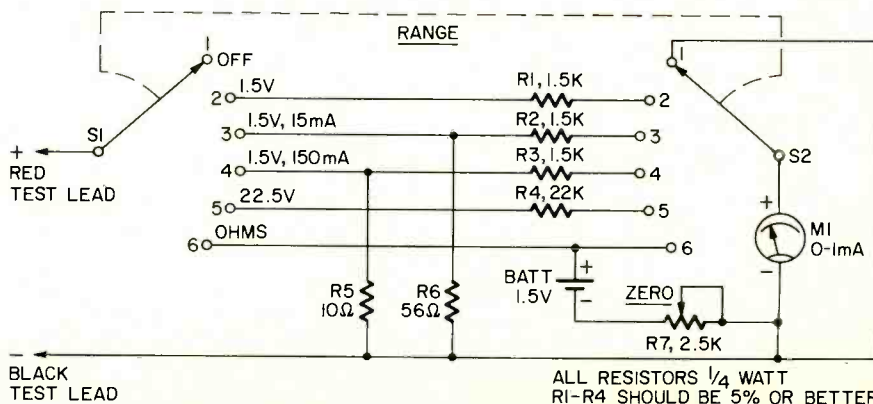 RANGE
1
OFF
1
2 1.5V
R1, 1.5K
2
3 1.5V, 15mA
R2, 1.5K
3
S1
4 1.5V, 150mA
R3, 1.5K
4
S2
+
RED
TEST LEAD
5 22.5V
R4, 22K
5
+
6 OHMS
6
M1
0-1mA
-
BATT
1.5V
+
-
ZERO
R5
10Ω
R6
56Ω
R7, 2.5K
-
BLACK
TEST LEAD
ALL RESISTORS 1/4 WATT
R1-R4 SHOULD BE 5% OR BETTER